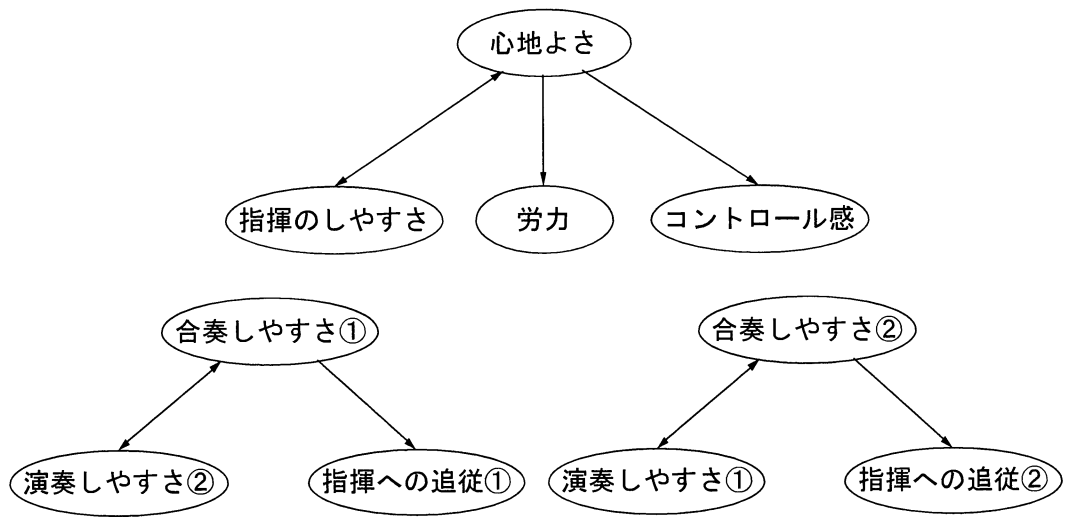 心地よさ
指揮のしやすさ
労力
コントロール感
合奏しやすさ①
合奏しやすさ②
演奏しやすさ②
指揮への追従①
演奏しやすさ①
指揮への追従②